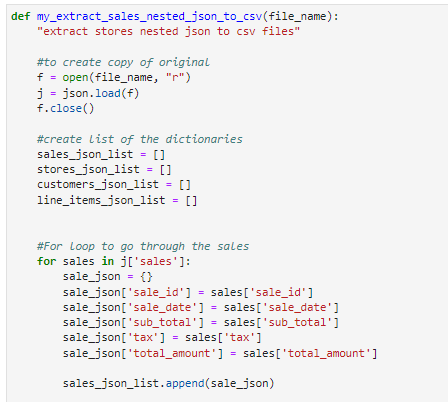 def my_extract_sales_nested_json_to_csv(file_name):
    "extract stores nested json to csv files"
    #to create copy of original
    f = open(file_name, "r")
    j = json.load(f)
    f.close()
    #create list of the dictionaries
    sales_json_list = []
    stores_json_list = []
    customers_json_list = []
    line_items_json_list = []
    #For loop to go through the sales
    for sales in j['sales']:
        sale_json = {}
        sale_json['sale_id'] = sales['sale_id']
        sale_json['sale_date'] = sales['sale_date']
        sale_json['sub_total'] = sales['sub_total']
        sale_json['tax'] = sales['tax']
        sale_json['total_amount'] = sales['total_amount']
        sales_json_list.append(sale_json)